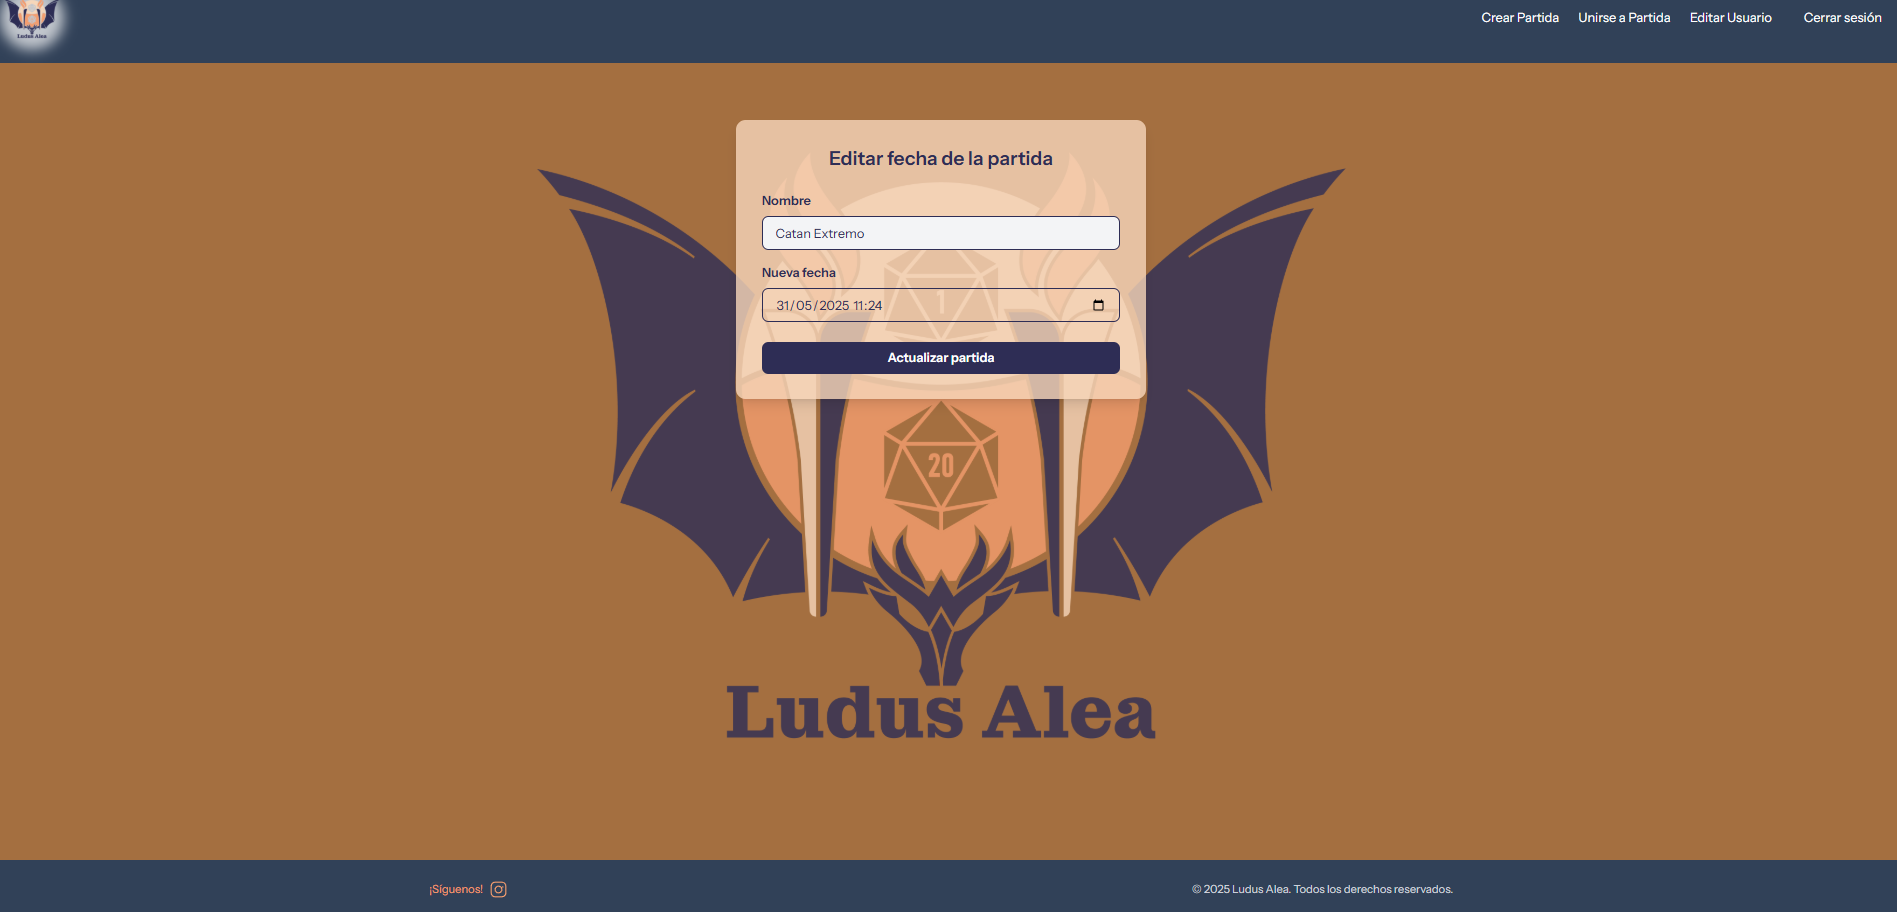 Ludus Alea
Crear Partida
Unirse a Partida
Editar Usuario
Cerrar sesión
Editar fecha de la partida
Nombre
Catan Extremo
Nueva fecha
1
31/05/2025 11:24
Actualizar partida
20
Ludus Alea
¡Síguenos!
© 2025 Ludus Alea. Todos los derechos reservados.